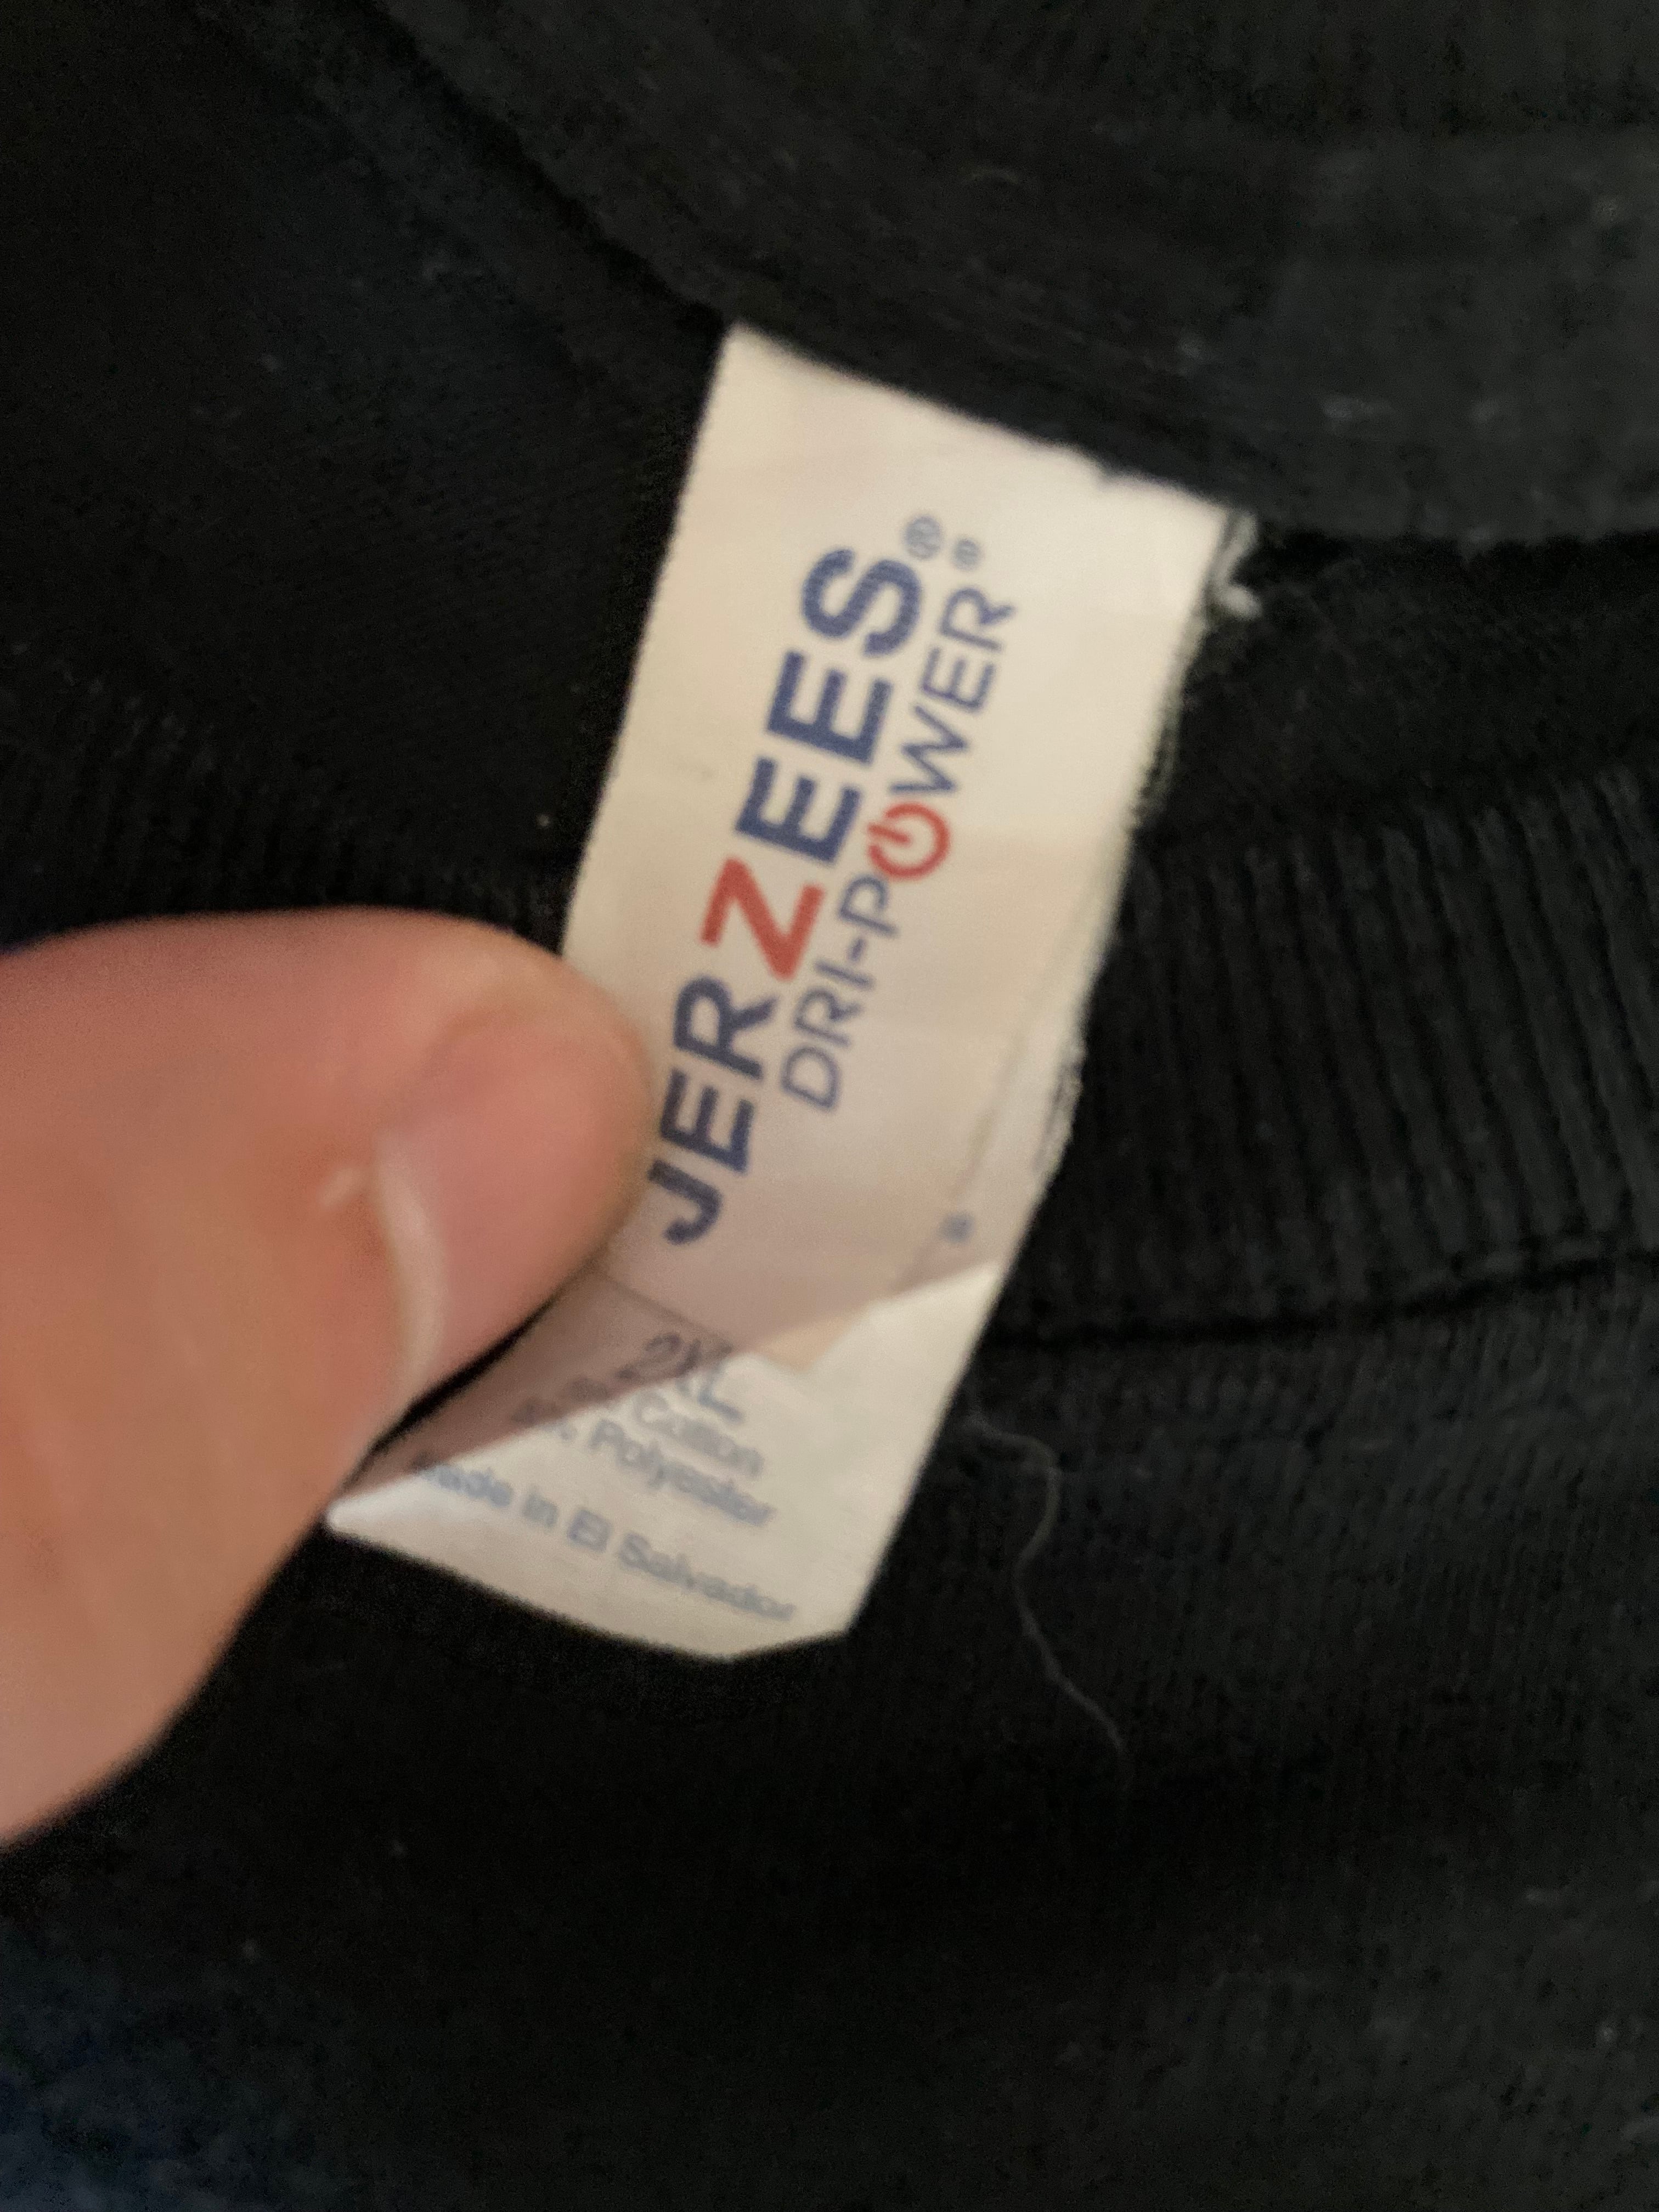 JERZEES®
DRI-POWER®
2XL
Cotton
% Polyester
Made in El Salvador